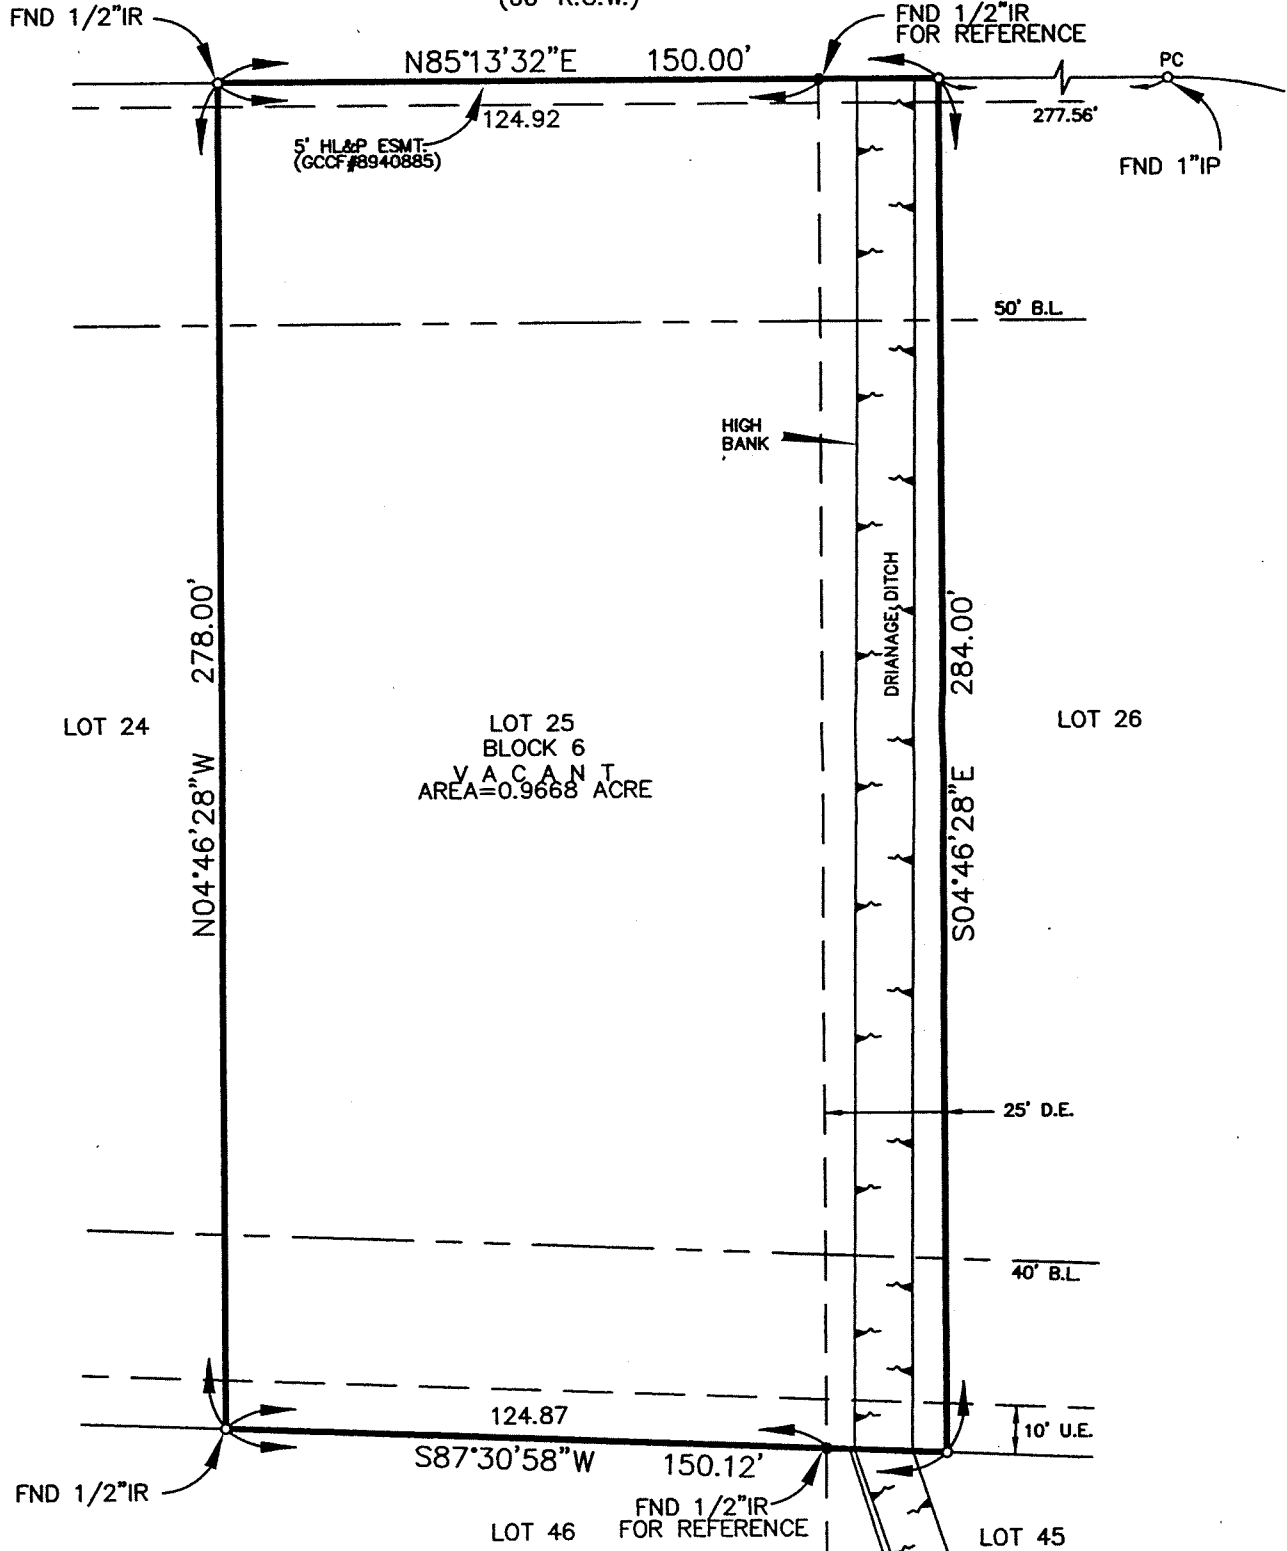 FND 1/2"IR
FND 1/2"IR
FOR REFERENCE
N85°13'32"E 150.00'
PC
124.92
277.56'
5' HL&P ESMT.
(GCCF#8940885)
FND 1"IP
50' B.L.
HIGH
BANK
DRIANAGE DITCH
N04°46'28"W 278.00'
S04°46'28"E 284.00'
LOT 24
LOT 25
BLOCK 6
V A C A N T
AREA=0.9668 ACRE
LOT 26
25' D.E.
40' B.L.
124.87
10' U.E.
S87°30'58"W 150.12'
FND 1/2"IR
FND 1/2"IR
FOR REFERENCE
LOT 46
LOT 45